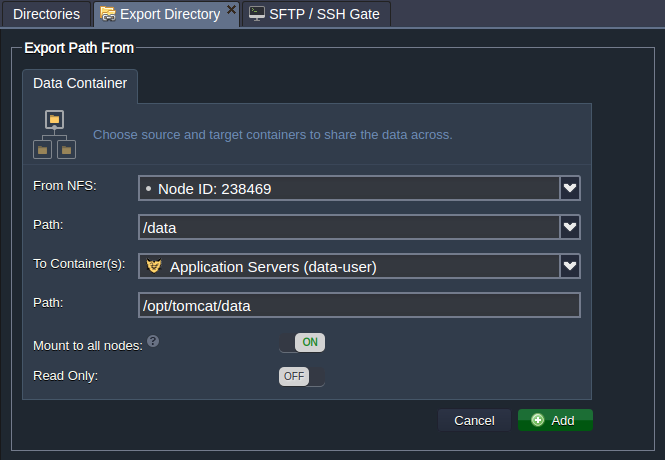 Directories Export Directory SFTP / SSH Gate
Export Path From
Data Container
Choose source and target containers to share the data across.
From NFS: Node ID: 238469
Path: /data
To Container(s): Application Servers (data-user)
Path: /opt/tomcat/data
Mount to all nodes: ? ON
Read Only: OFF
Cancel Add